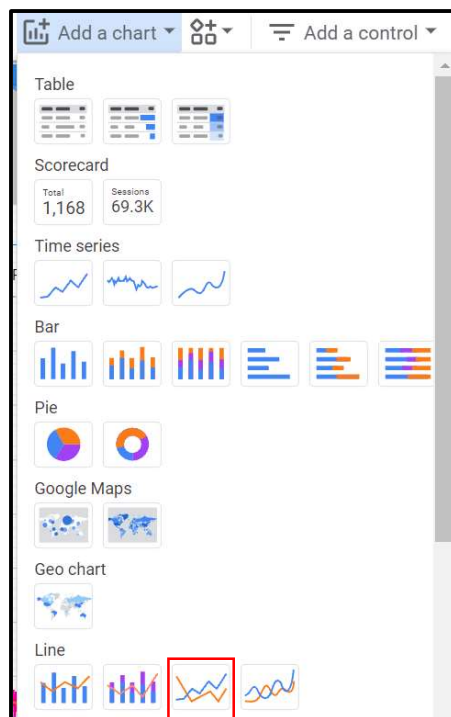 Add a chart Add a control
Table
Scorecard
Total Sessions
1,168 69.3K
Time series
Bar
Pie
Google Maps
Geo chart
Line